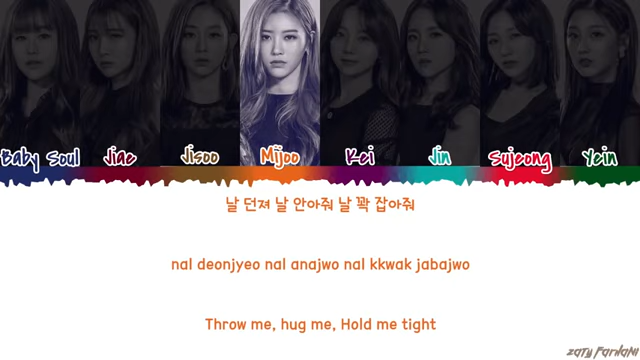 Baby Soul Jiae Jisoo Mijoo Kei Jin Sujeong Yein
날 던져 날 안아줘 날 꽉 잡아줘
nal deonjyeo nal anajwo nal kkwak jabajwo
Throw me, hug me, Hold me tight
ZATY FARHANI